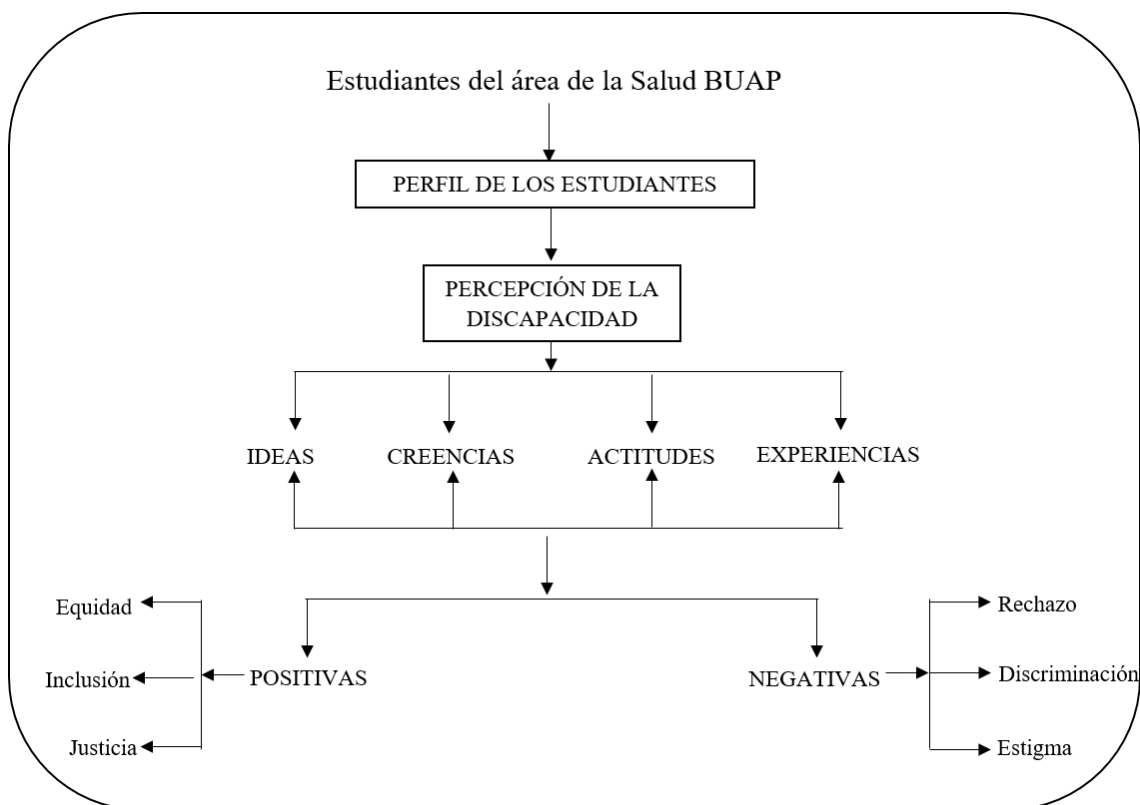 Estudiantes del área de la Salud BUAP
PERFIL DE LOS ESTUDIANTES
PERCEPCIÓN DE LA
DISCAPACIDAD
IDEAS
CREENCIAS
ACTITUDES
EXPERIENCIAS
Equidad
Inclusión
Justicia
POSITIVAS
NEGATIVAS
Rechazo
Discriminación
Estigma